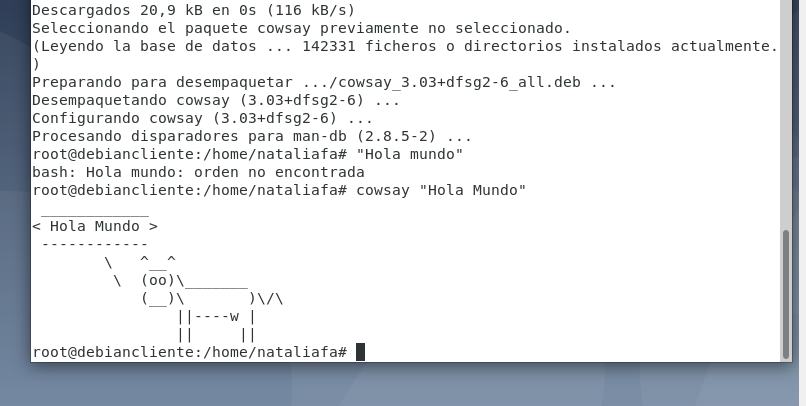 Descargados 20,9 kB en 0s (116 kB/s)
Seleccionando el paquete cowsay previamente no seleccionado.
(Leyendo la base de datos ... 142331 ficheros o directorios instalados actualmente.
)
Preparando para desempaquetar .../cowsay_3.03+dfsg2-6_all.deb ...
Desempaquetando cowsay (3.03+dfsg2-6) ...
Configurando cowsay (3.03+dfsg2-6) ...
Procesando disparadores para man-db (2.8.5-2) ...
root@debiancliente:/home/nataliafa# "Hola mundo"
bash: Hola mundo: orden no encontrada
root@debiancliente:/home/nataliafa# cowsay "Hola Mundo"
 ____________
< Hola Mundo >
 ------------
        \   ^__^
         \  (oo)\_______
            (__)\       )\/\
                ||----w |
                ||     ||
root@debiancliente:/home/nataliafa#